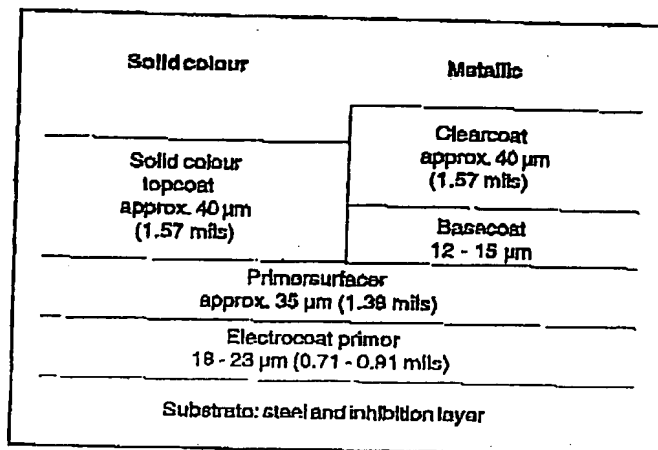 Solid colour
Metallic
Solid colour
topcoat
approx. 40 µm
(1.57 mils)
Clearcoat
approx. 40 µm
(1.57 mils)
Basecoat
12 - 15 µm
Primersurfacer
approx. 35 µm (1.38 mils)
Electrocoat primer
18 - 23 µm (0.71 - 0.91 mils)
Substrate: steel and inhibition layer